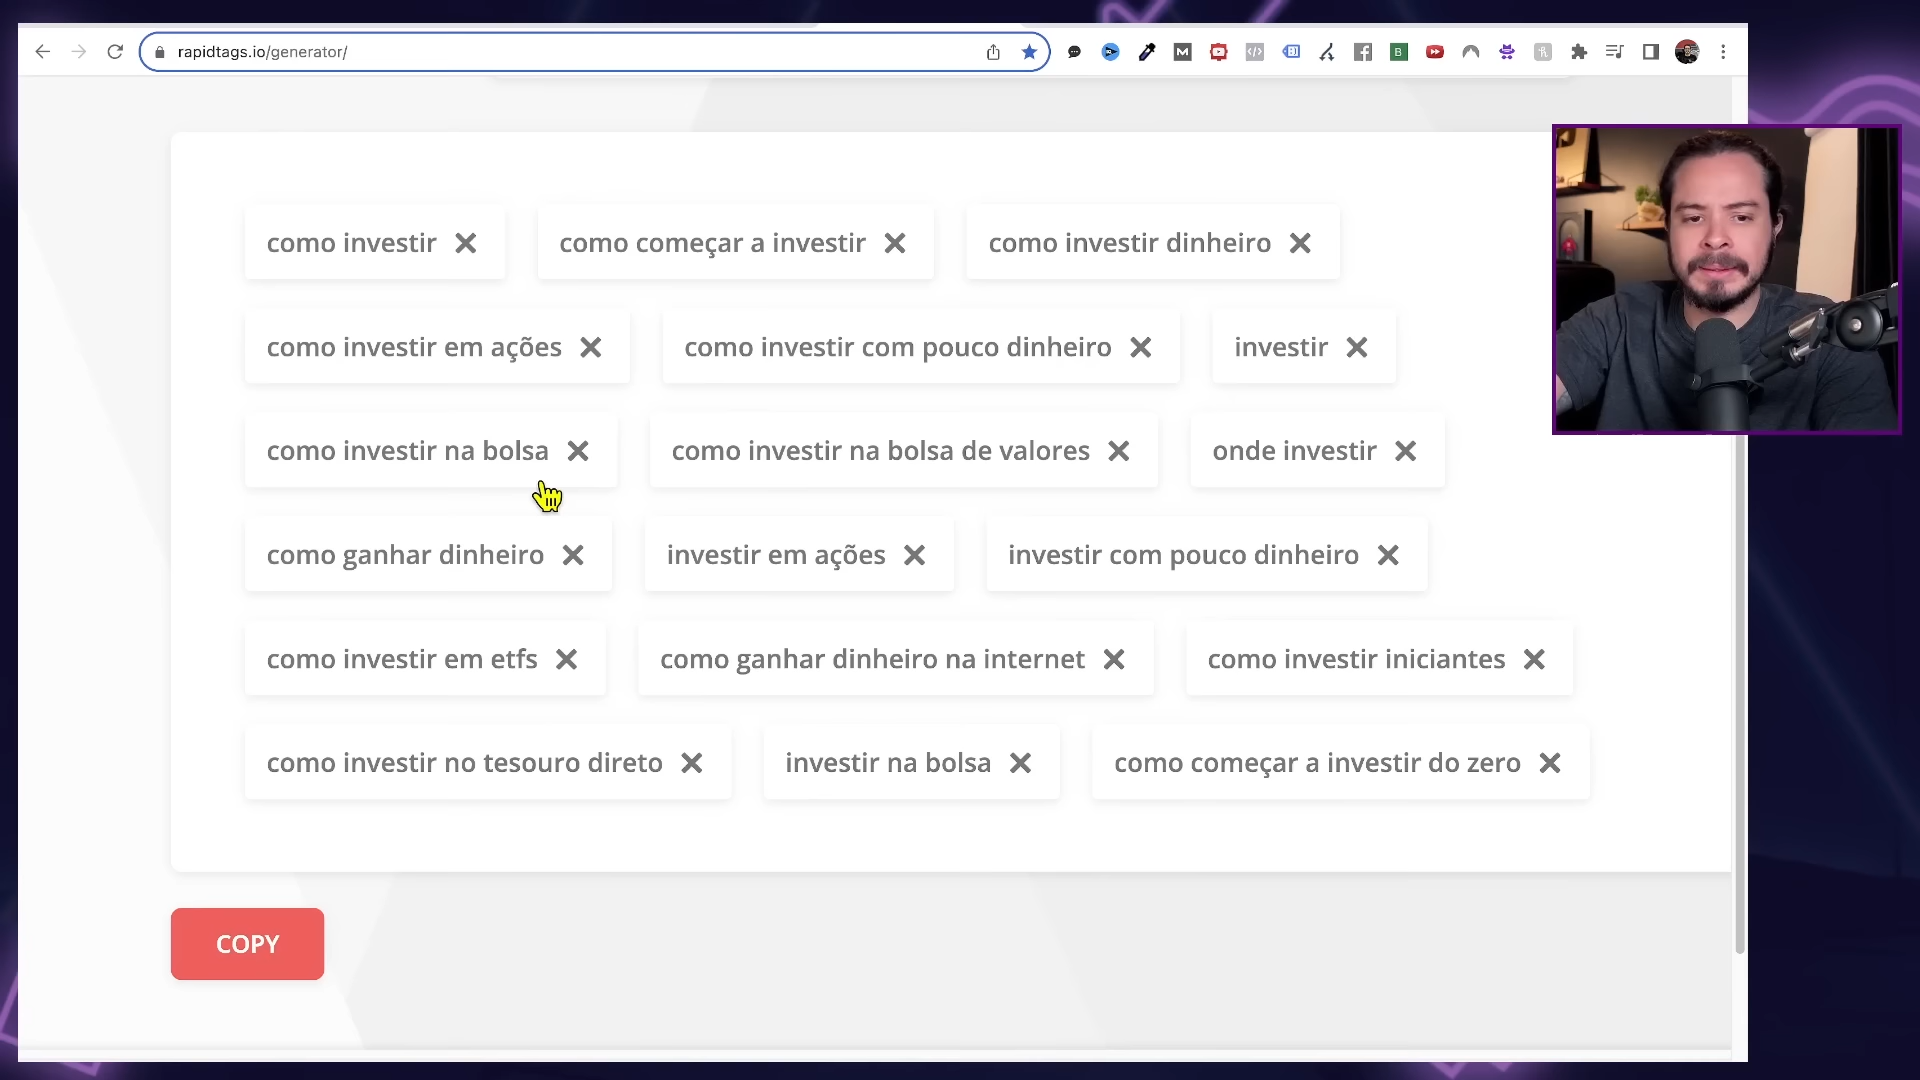 rapidtags.io/generator/
como investir
como começar a investir
como investir dinheiro
como investir em ações
como investir com pouco dinheiro
investir
como investir na bolsa
como investir na bolsa de valores
onde investir
como ganhar dinheiro
investir em ações
investir com pouco dinheiro
como investir em etfs
como ganhar dinheiro na internet
como investir iniciantes
como investir no tesouro direto
investir na bolsa
como começar a investir do zero
COPY